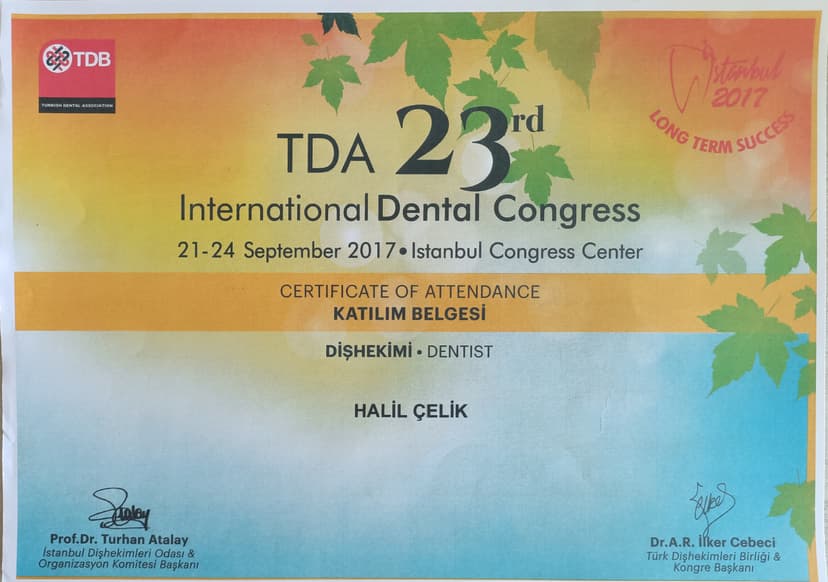 TDB
TURKISH DENTAL ASSOCIATION
İstanbul
2017
LONG TERM SUCCESS
TDA 23rd
International Dental Congress
21-24 September 2017 • Istanbul Congress Center
CERTIFICATE OF ATTENDANCE
KATILIM BELGESİ
DİŞHEKİMİ • DENTIST
HALİL ÇELİK
Prof.Dr. Turhan Atalay
İstanbul Dişhekimleri Odası &
Organizasyon Komitesi Başkanı
Dr.A.R. İlker Cebeci
Türk Dişhekimleri Birliği &
Kongre Başkanı